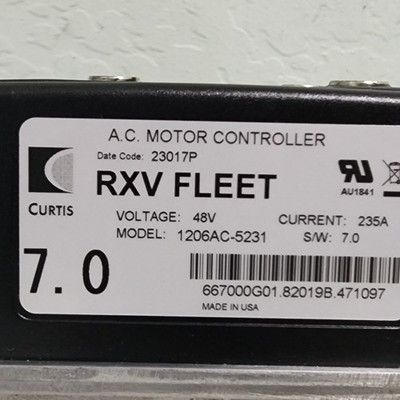 A.C. MOTOR CONTROLLER
Date Code: 23017P
RXV FLEET
CURTIS
AU1841
VOLTAGE: 48V CURRENT: 235A
MODEL: 1206AC-5231 S/W: 7.0
7.0
667000G01.82019B.471097
MADE IN USA